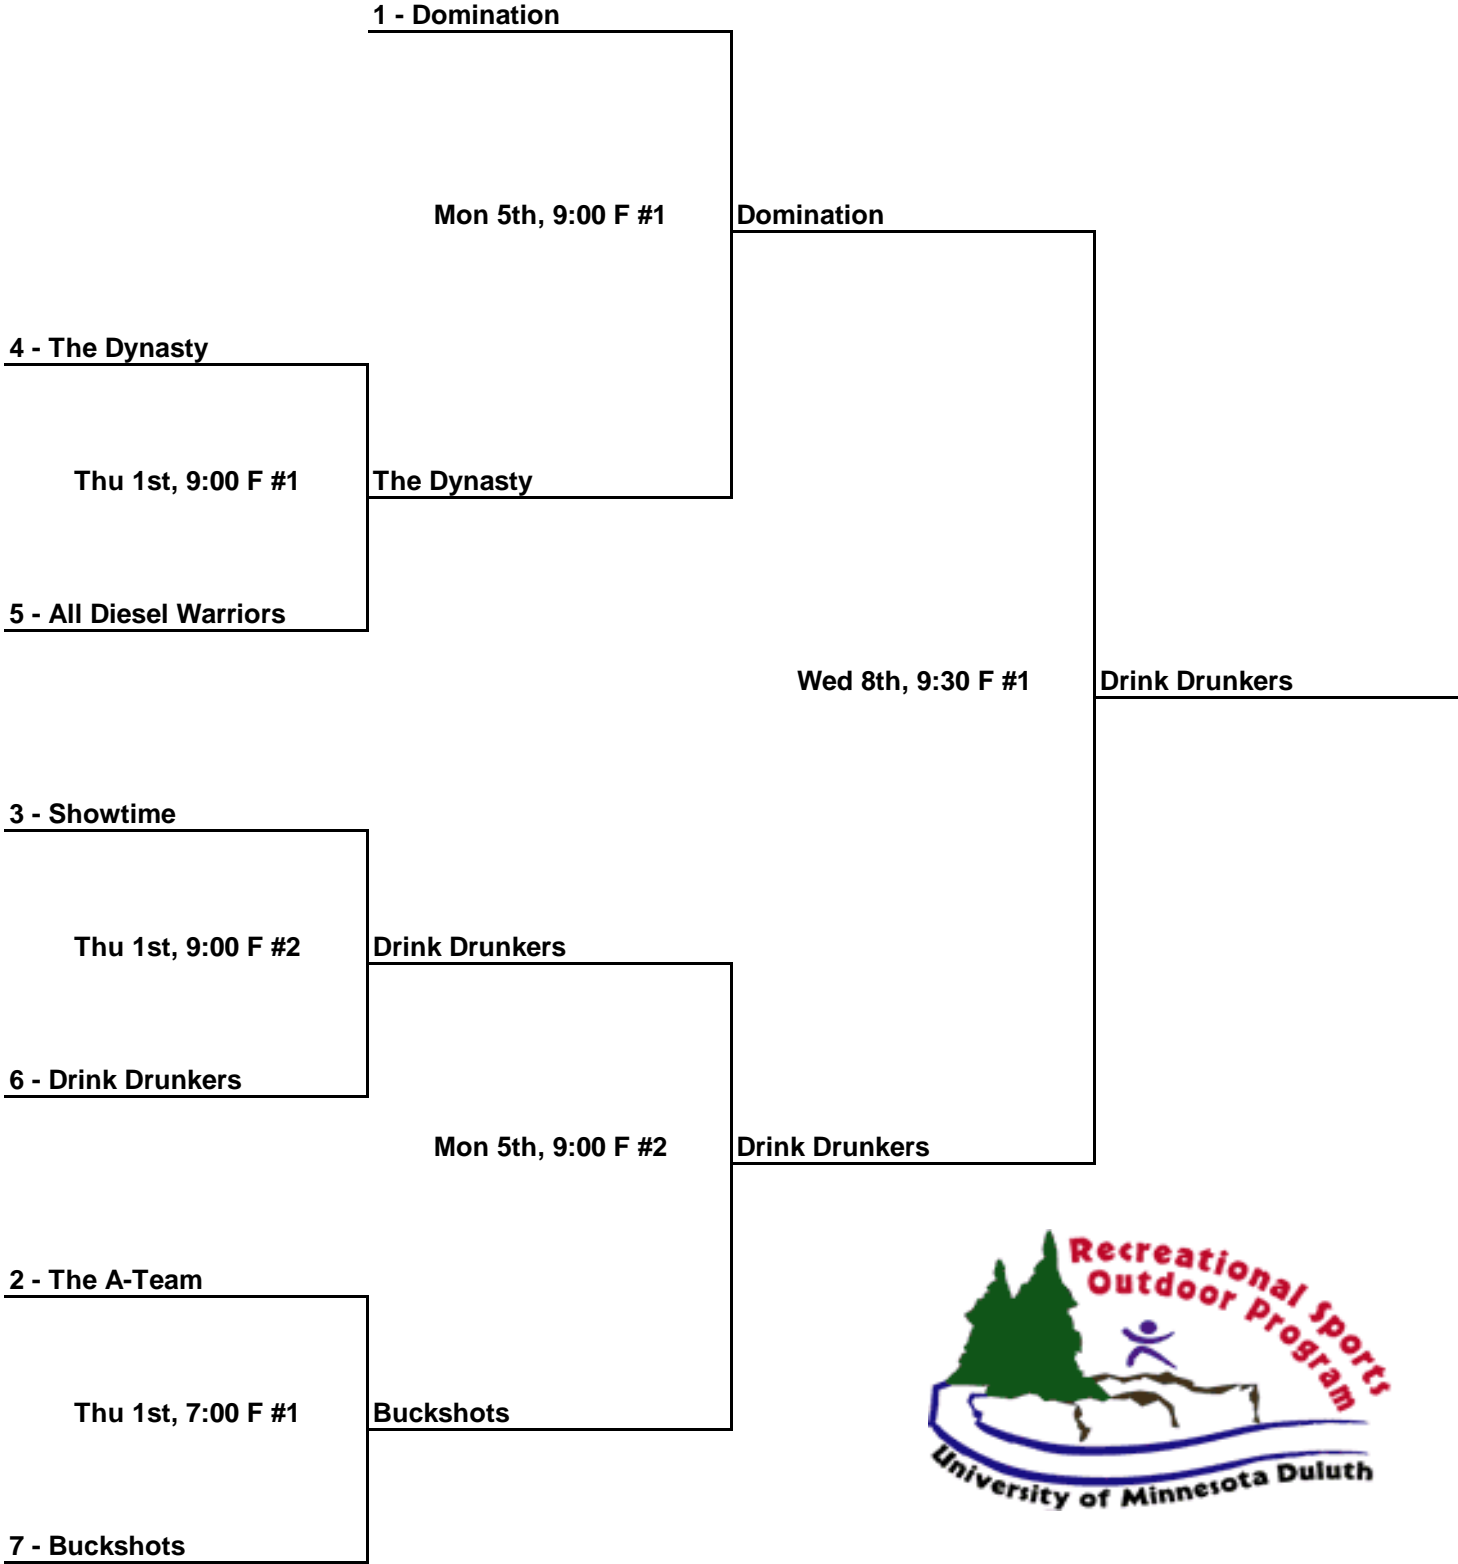 1 - Domination
Mon 5th, 9:00 F #1
Domination
4 - The Dynasty
Thu 1st, 9:00 F #1
The Dynasty
5 - All Diesel Warriors
Wed 8th, 9:30 F #1
Drink Drunkers
3 - Showtime
Thu 1st, 9:00 F #2
Drink Drunkers
6 - Drink Drunkers
Mon 5th, 9:00 F #2
Drink Drunkers
2 - The A-Team
Thu 1st, 7:00 F #1
Buckshots
7 - Buckshots
Recreational Sports
Outdoor Program
University of Minnesota Duluth